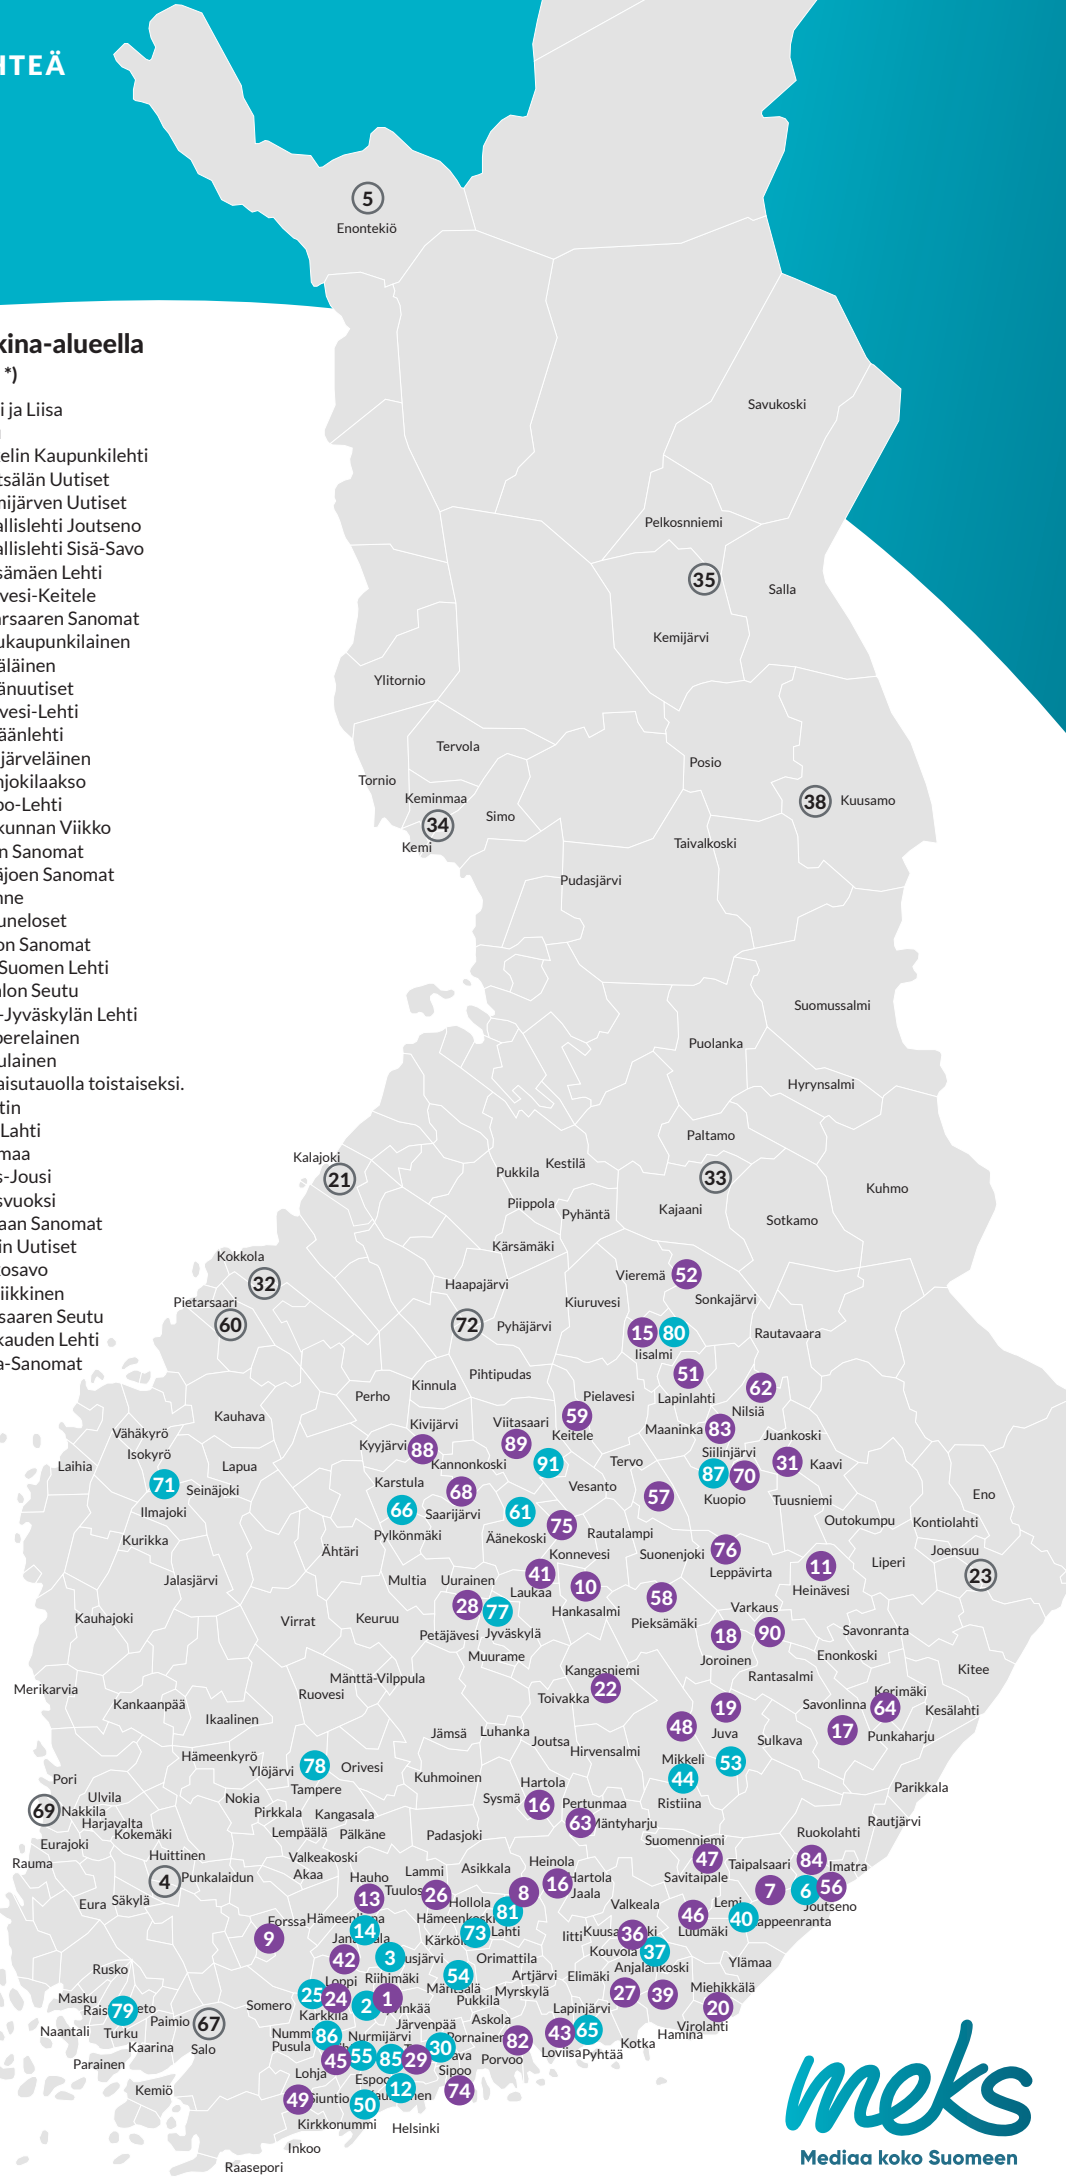 HTEÄ
kina-alueella
*)
i ja Liisa
elin Kaupunkilehti
tsälän Uutiset
mijärven Uutiset
allislehti Joutseno
allislehti Sisä-Savo
sämäen Lehti
vesi-Keitele
arsaaren Sanomat
ukaupunkilainen
äläinen
änuutiset
vesi-Lehti
äänlehti
järveläinen
njokilaakso
po-Lehti
kunnan Viikko
n Sanomat
äjoen Sanomat
nne
uneloset
on Sanomat
Suomen Lehti
alon Seutu
-Jyväskylän Lehti
perelainen
ulainen
aisutauolla toistaiseksi.
tin
Lahti
maa
s-Jousi
svuoksi
aan Sanomat
in Uutiset
osavo
iikkinen
saaren Seutu
kauden Lehti
a-Sanomat
5
Enontekiö
Savukoski
Pelkosnniemi
35
Salla
Kemijärvi
Ylitornio
Tervola
Posio
Tornio
Keminmaa
38 Kuusamo
34
Simo
Kemi
Taivalkoski
Pudasjärvi
Suomussalmi
Puolanka
Hyrynsalmi
Paltamo
Kalajoki
21
Kestilä
Pukkila
33
Kuhmo
Piippola
Pyhäntä
Kajaani
Sotkamo
Kärsämäki
Kokkola
32
Vieremä 52
Haapajärvi
Sonkajärvi
Kiuruvesi
Pietarsaari
60
72 Pyhäjärvi
15 80
Rautavaara
Iisalmi
51
Pihtipudas
62
Kinnula
Perho
Pielavesi
Lapinlahti
Nilsiä
59
Kauhava
Kivijärvi
Viitasaari
Keitele
Maaninka 83
Juankoski
Vähäkyrö
Isokyrö
Kyyjärvi 88
89
Siilinjärvi
Kannonkoski
91
Tervo
31 Kaavi
Laihia
Lapua
87 70
71
Seinäjoki
Karstula
68
Vesanto
57
Kuopio
Tuusniemi
Eno
Ilmajoki
66
Saarijärvi
61
75
Outokumpu
Kontiolahti
Kurikka
Pylkönmäki
Äänekoski
Rautalampi
Ähtäri
Konnevesi
Suonenjoki
76
Joensuu
Leppävirta
11
Liperi
23
Jalasjärvi
Multia
Uurainen
41
Laukaa
10
Heinävesi
Kauhajoki
Virrat
Keuruu
28 77
Hankasalmi
58
Varkaus
Pieksämäki
Petäjävesi
Jyväskylä
18
90
Savonranta
Muurame
Joroinen
Enonkoski
Mänttä-Vilppula
Kangasniemi
Rantasalmi
Kitee
Merikarvia
Kankaanpää
Ruovesi
22
Toivakka
Kerimäki
Savonlinna
64
Kesälahti
19
Ikaalinen
Jämsä
Luhanka
Joutsa
48
Juva
17
Punkaharju
Sulkava
Hirvensalmi
Hämeenkyrö
Mikkeli
53
Ylöjärvi 78 Orivesi
44
Pori
Kuhmoinen
Hartola
Parikkala
Tampere
Ulvila
Nokia
Sysmä 16 Pertunmaa
Ristiina
69 Nakkila
Pirkkala
Kangasala
63
Mäntyharju
Rautjärvi
Harjavalta
Kokemäki
Lempäälä
Pälkäne
Padasjoki
Suomenniemi
Ruokolahti
Eurajoki
Huittinen
Valkeakoski
47
84
Rauma
Heinola
Taipalsaari
Imatra
4 Punkalaidun
Akaa
Hauho
Lammi
Asikkala
Savitaipale
16
Hartola
7
6 56
Eura
Säkylä
13
Tuulos
26
8
Jaala
Joutseno
Hollola
81
Valkeala
46
Lemi
Forssa
Hämeenlinna
14
Hämeenkoski
40
9
73
Lahti
36
Luumäki
Iitti
Kouvola 37
42
3
Kärkölä
Orimattila
Ylämaa
Rusko
Loppi
Riihimäki
54
Artjärvi
Elimäki
Anjalankoski
Mäntsälä
Miehikkälä
Masku
25
24
1
Myrskylä
27
39
79
Somero
2
Pukkila
Lapinjärvi
20
Paimio
67
Karkkila
Askola
Virolahti
Naantali
Turku
Järvenpää
43 65
Hamina
Nummi
86
Nurmijärvi
30
Pornainen
82
Kotka
Kaarina
Salo
Pusula
55 85 29
Loviisa
Pyhtää
Parainen
45
Sipoo
Porvoo
Lohja
Espoo
Kemiö
12
74
49
Siuntio
50
Kirkkonummi
Helsinki
Inkoo
Raasepori
meks
Mediaa koko Suomeen